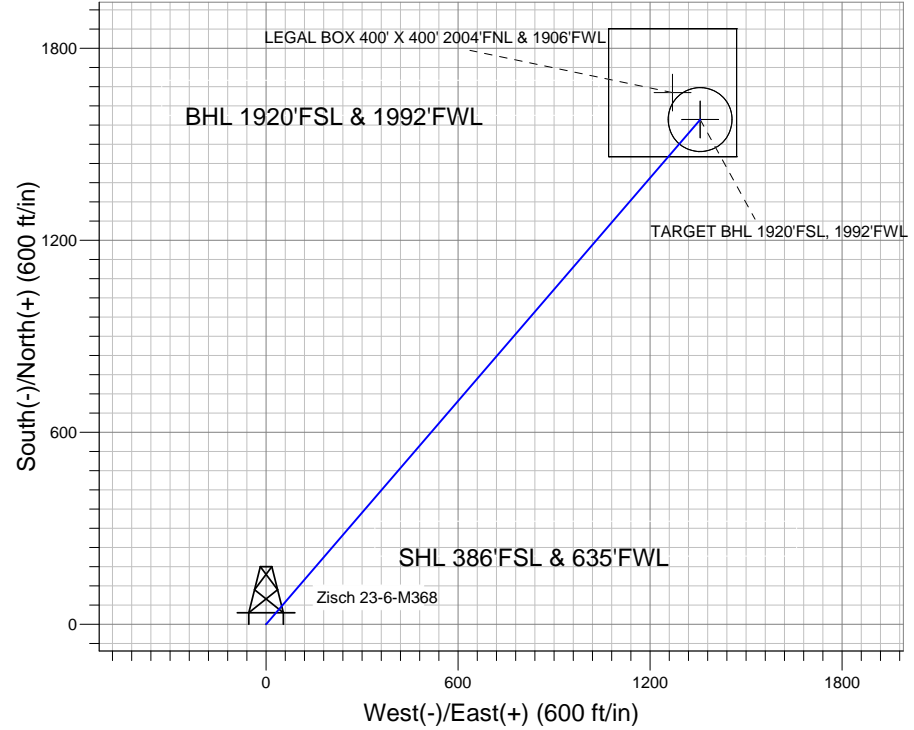 1800
LEGAL BOX 400' X 400' 2004'FNL & 1906'FWL
BHL 1920'FSL & 1992'FWL
1200
TARGET BHL 1920'FSL, 1992'FWL
South(-)/North(+) (600 ft/in)
600
SHL 386'FSL & 635'FWL
Zisch 23-6-M368
0
0 600 1200 1800
West(-)/East(+) (600 ft/in)